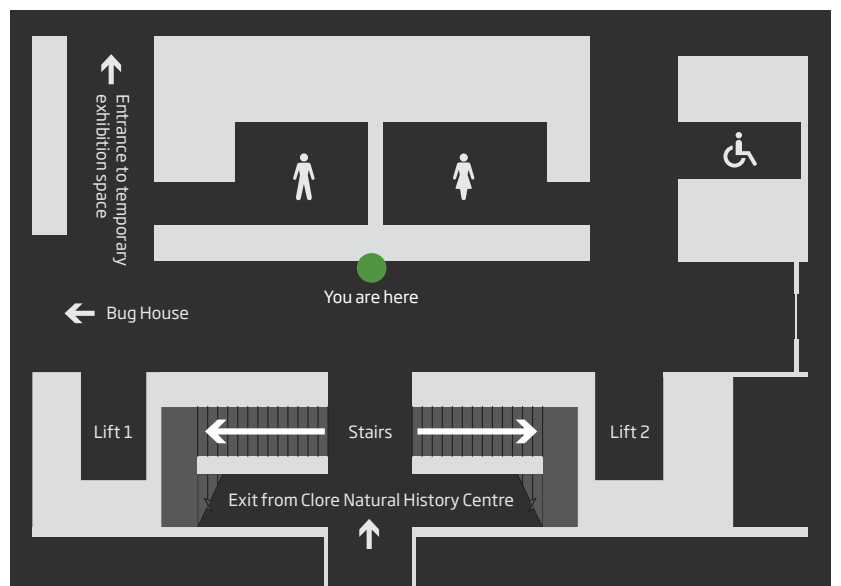 Entrance to temporary
exhibition space
You are here
Bug House
Lift 1
Stairs
Lift 2
Exit from Clore Natural History Centre